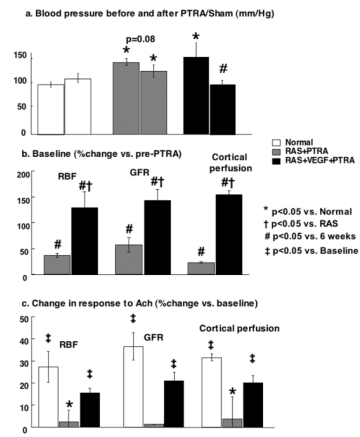 a. Blood pressure before and after PTRA/Sham (mm/Hg)
p=0.08
150
100
50
0
* * * #
Normal
RAS+PTRA
RAS+VEGF+PTRA
b. Baseline (%change vs. pre-PTRA)
200
150
100
50
0
RBF
GFR
Cortical
perfusion
#† #† #†
# # #
* p<0.05 vs. Normal
† p<0.05 vs. RAS
# p<0.05 vs. 6 weeks
‡ p<0.05 vs. Baseline
c. Change in response to Ach (%change vs. baseline)
50
40
30
20
10
0
RBF
GFR
Cortical perfusion
‡ * ‡ ‡ ‡ ‡ * ‡